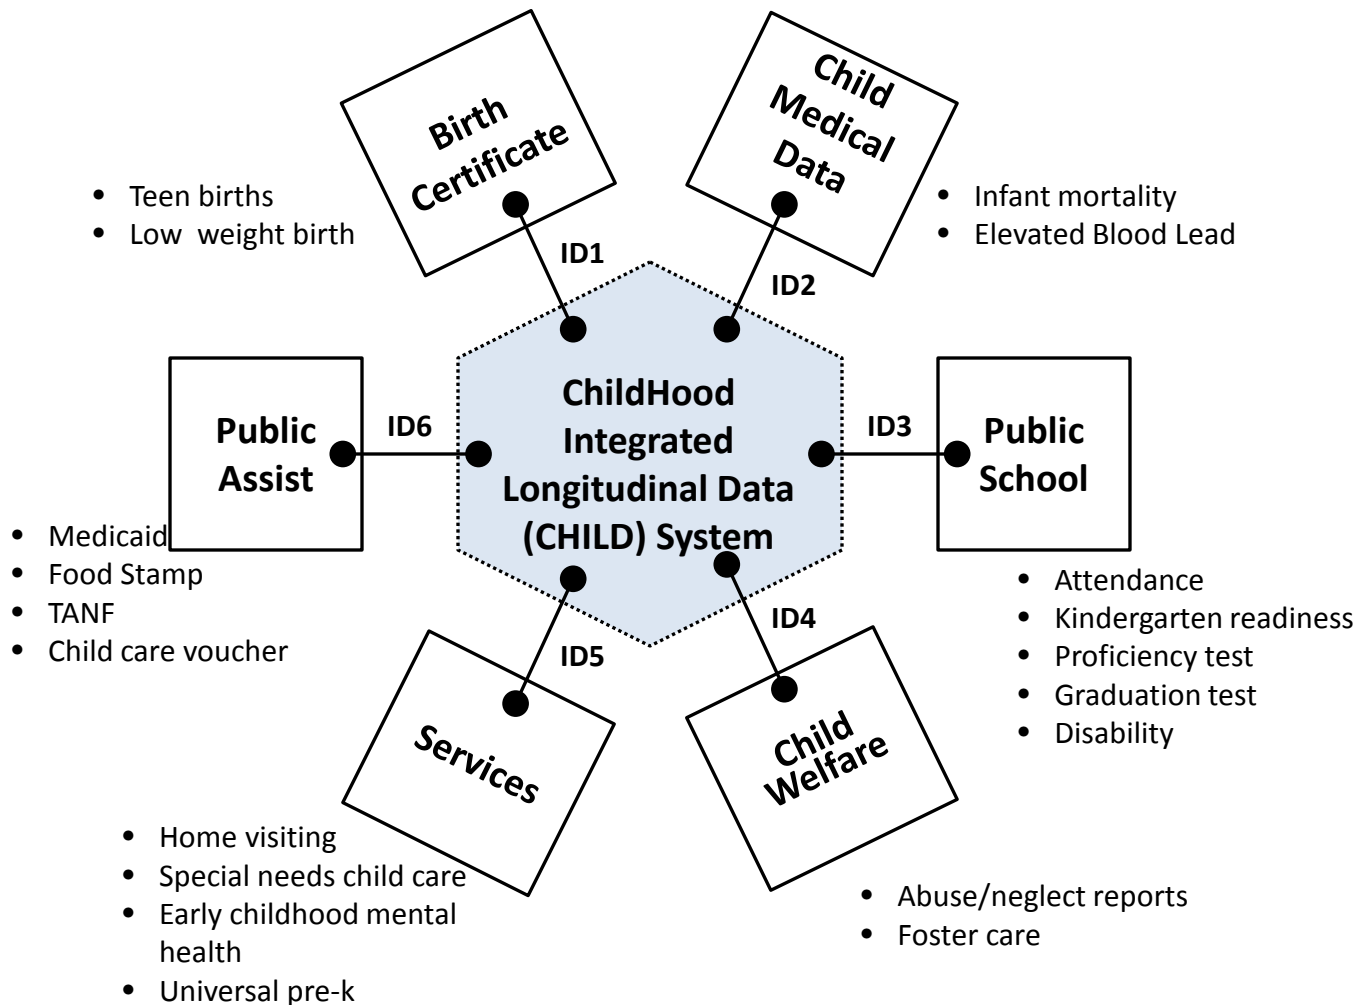 Birth
Certificate
Child
Medical
Data
• Teen births
• Low weight birth
• Infant mortality
• Elevated Blood Lead
ID1
ID2
Public
Assist
ID6
ChildHood
Integrated
Longitudinal Data
(CHILD) System
ID3
Public
School
• Medicaid
• Food Stamp
• TANF
• Child care voucher
• Attendance
• Kindergarten readiness
• Proficiency test
• Graduation test
• Disability
ID5
ID4
Services
Child
Welfare
• Home visiting
• Special needs child care
• Early childhood mental
health
• Universal pre-k
• Abuse/neglect reports
• Foster care